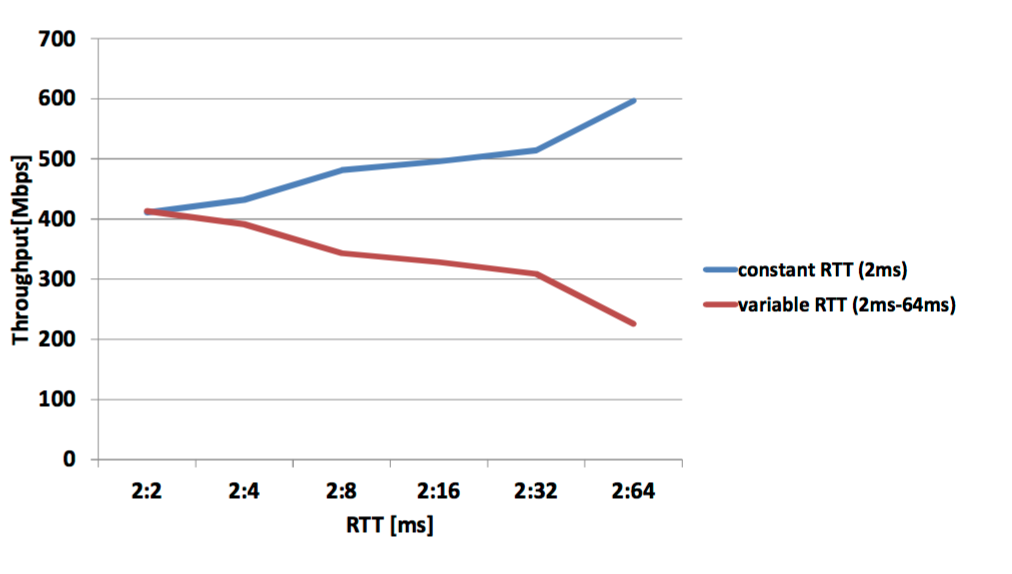 700
600
500
400
300
200
100
0
Throughput[Mbps]
2:2 2:4 2:8 2:16 2:32 2:64
RTT [ms]
constant RTT (2ms)
variable RTT (2ms-64ms)